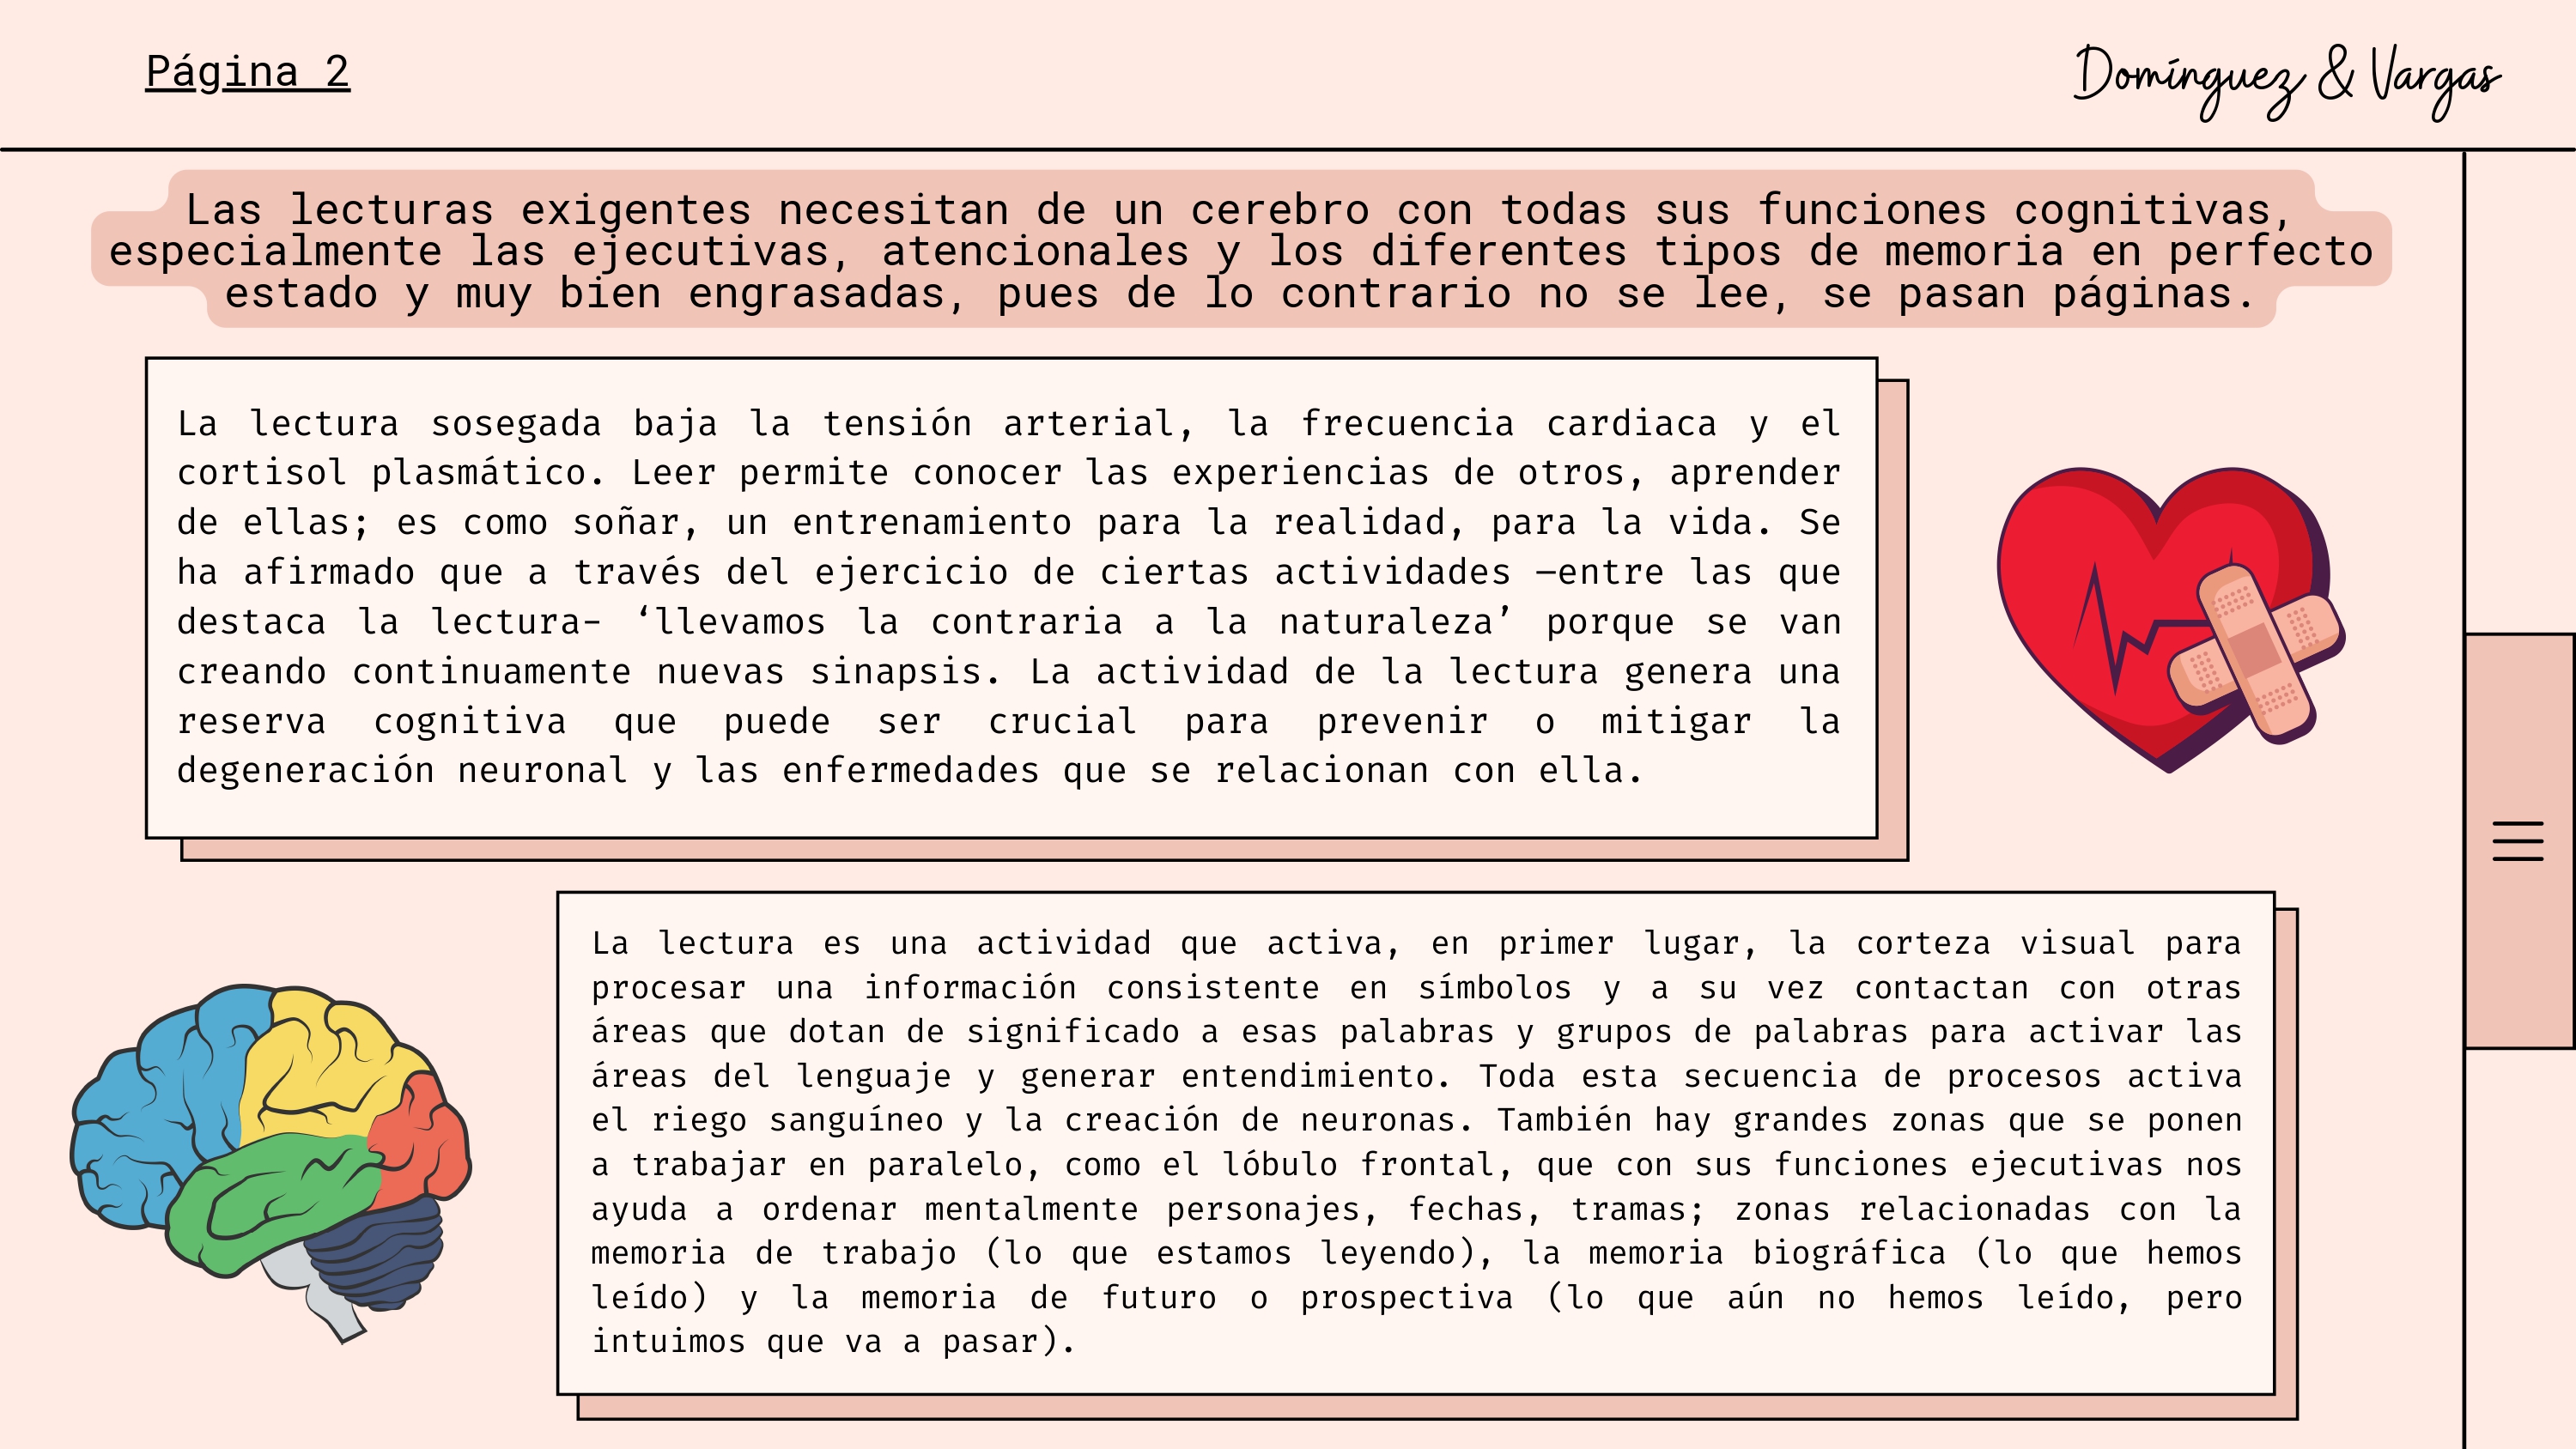 Página 2
Domínguez & Vargas
Las lecturas exigentes necesitan de un cerebro con todas sus funciones cognitivas,
especialmente las ejecutivas, atencionales y los diferentes tipos de memoria en perfecto
estado y muy bien engrasadas, pues de lo contrario no se lee, se pasan páginas.
La lectura sosegada baja la tensión arterial, la frecuencia cardiaca y el
cortisol plasmático. Leer permite conocer las experiencias de otros, aprender
de ellas; es como soñar, un entrenamiento para la realidad, para la vida. Se
ha afirmado que a través del ejercicio de ciertas actividades –entre las que
destaca la lectura- ‘llevamos la contraria a la naturaleza’ porque se van
creando continuamente nuevas sinapsis. La actividad de la lectura genera una
reserva cognitiva que puede ser crucial para prevenir o mitigar la
degeneración neuronal y las enfermedades que se relacionan con ella.
La lectura es una actividad que activa, en primer lugar, la corteza visual para
procesar una información consistente en símbolos y a su vez contactan con otras
áreas que dotan de significado a esas palabras y grupos de palabras para activar las
áreas del lenguaje y generar entendimiento. Toda esta secuencia de procesos activa
el riego sanguíneo y la creación de neuronas. También hay grandes zonas que se ponen
a trabajar en paralelo, como el lóbulo frontal, que con sus funciones ejecutivas nos
ayuda a ordenar mentalmente personajes, fechas, tramas; zonas relacionadas con la
memoria de trabajo (lo que estamos leyendo), la memoria biográfica (lo que hemos
leído) y la memoria de futuro o prospectiva (lo que aún no hemos leído, pero
intuimos que va a pasar).